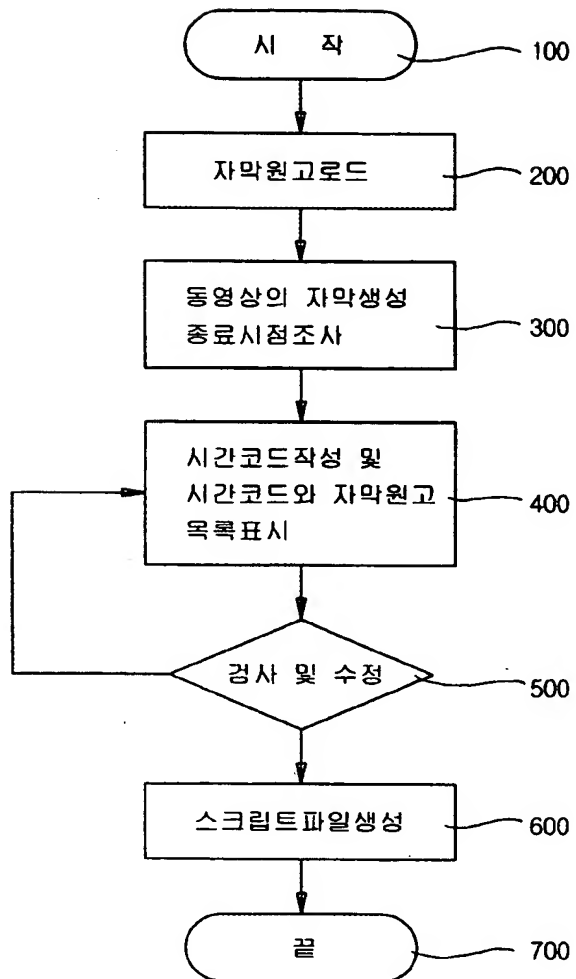 시 작
100
자막원고로드
200
동영상의 자막생성
종료시점조사
300
시간코드작성 및
시간코드와 자막원고
목록표시
400
검사 및 수정
500
스크립트파일생성
600
끝
700